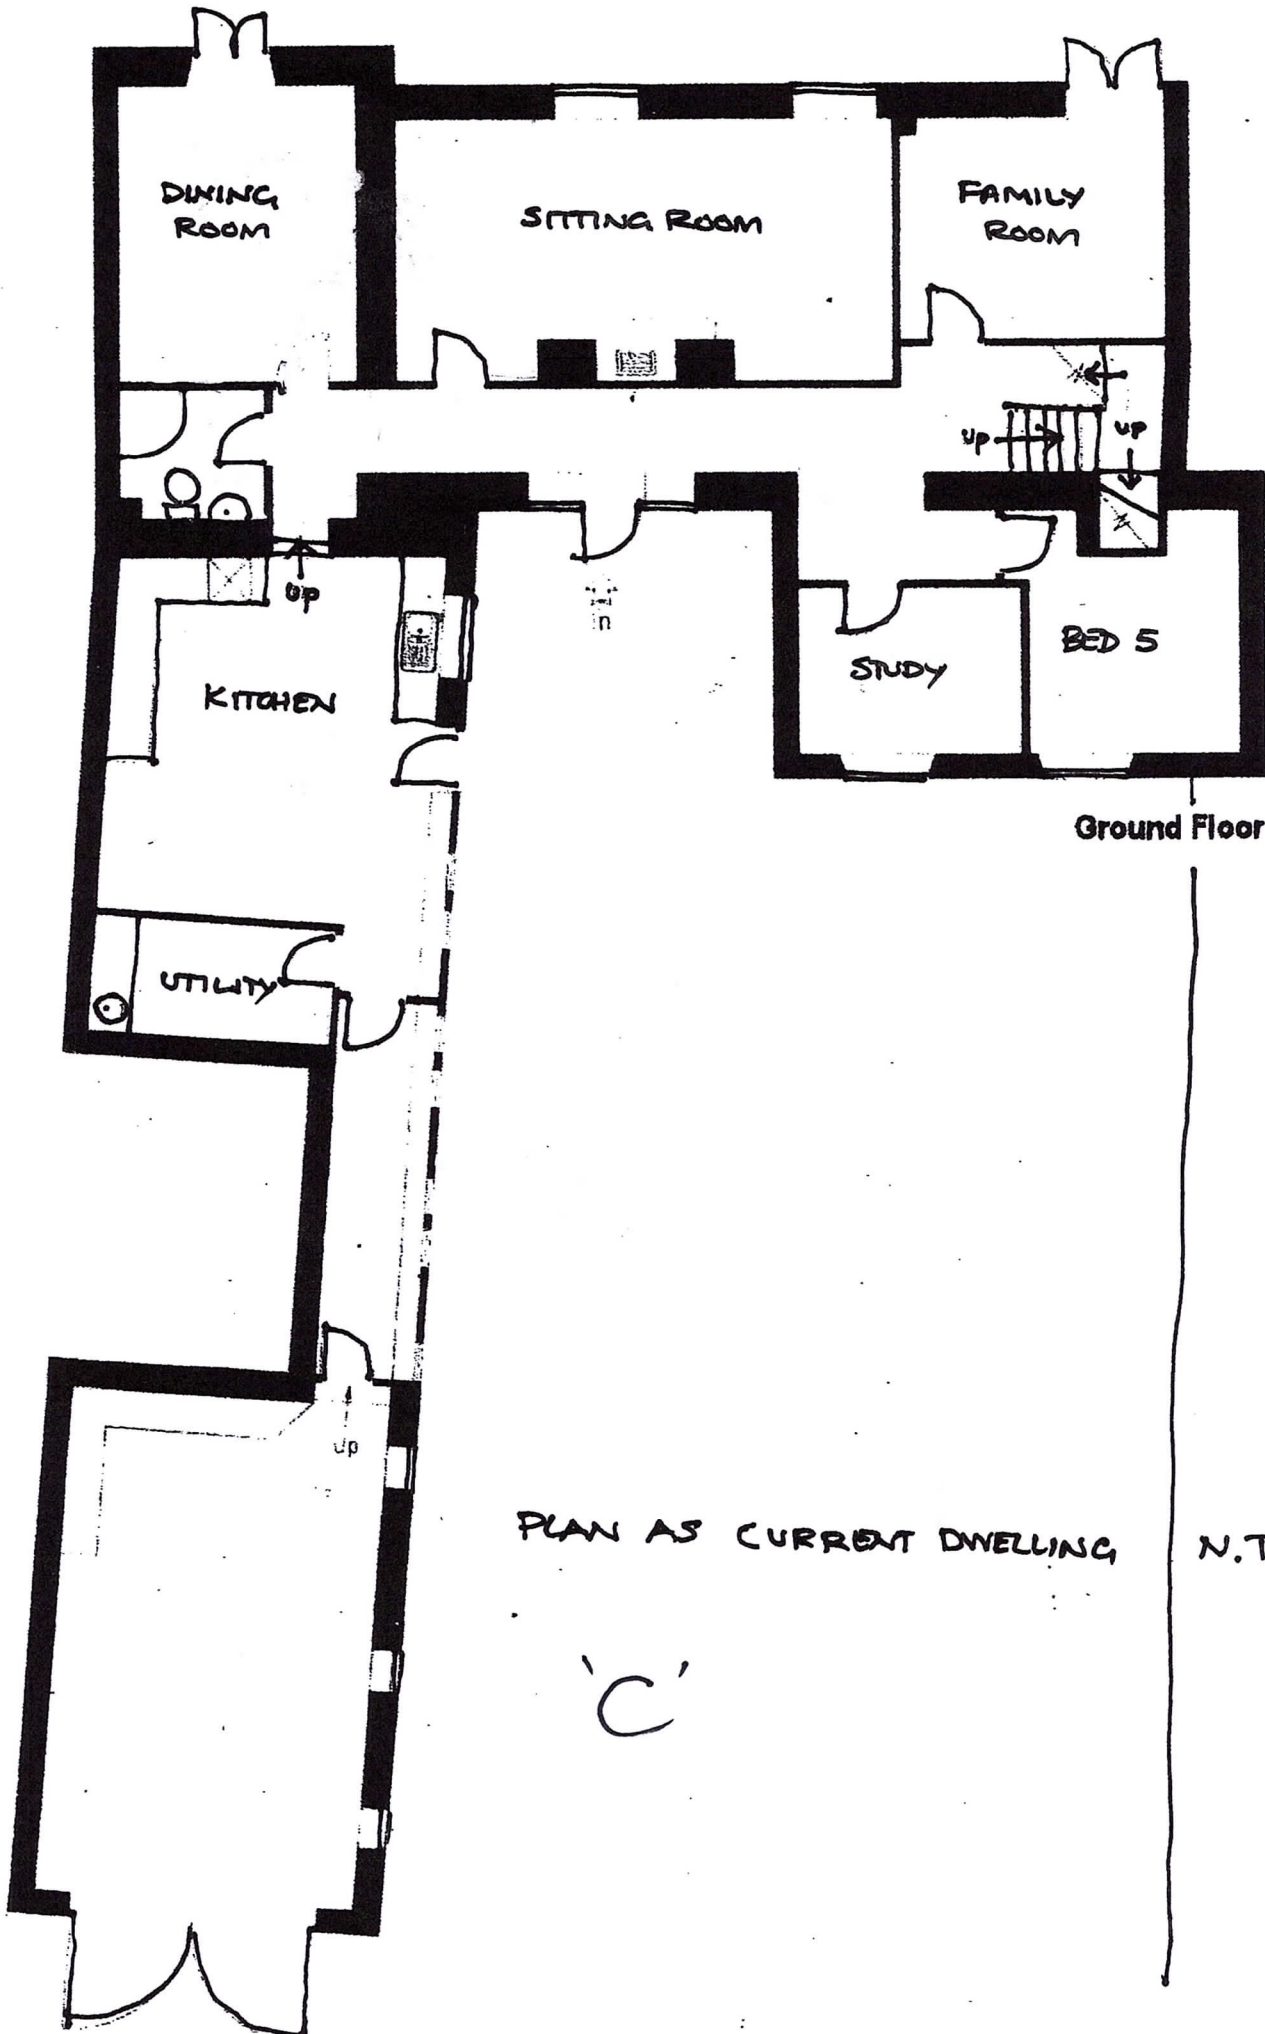 DINING
ROOM
SITTING ROOM
FAMILY
ROOM
up
up
up
KITCHEN
STUDY
BED 5
Ground Floor
UTILITY
up
PLAN AS CURRENT DWELLING N.T
'C'